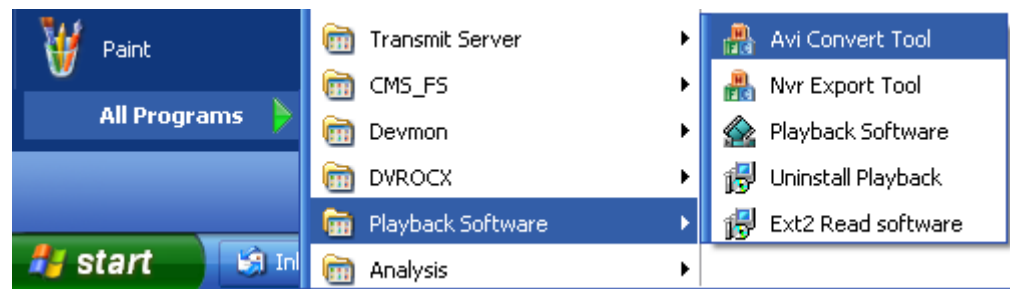 Paint
All Programs
start
Transmit Server
CMS_FS
Devmon
DVROCX
Playback Software
Analysis
Avi Convert Tool
Nvr Export Tool
Playback Software
Uninstall Playback
Ext2 Read software